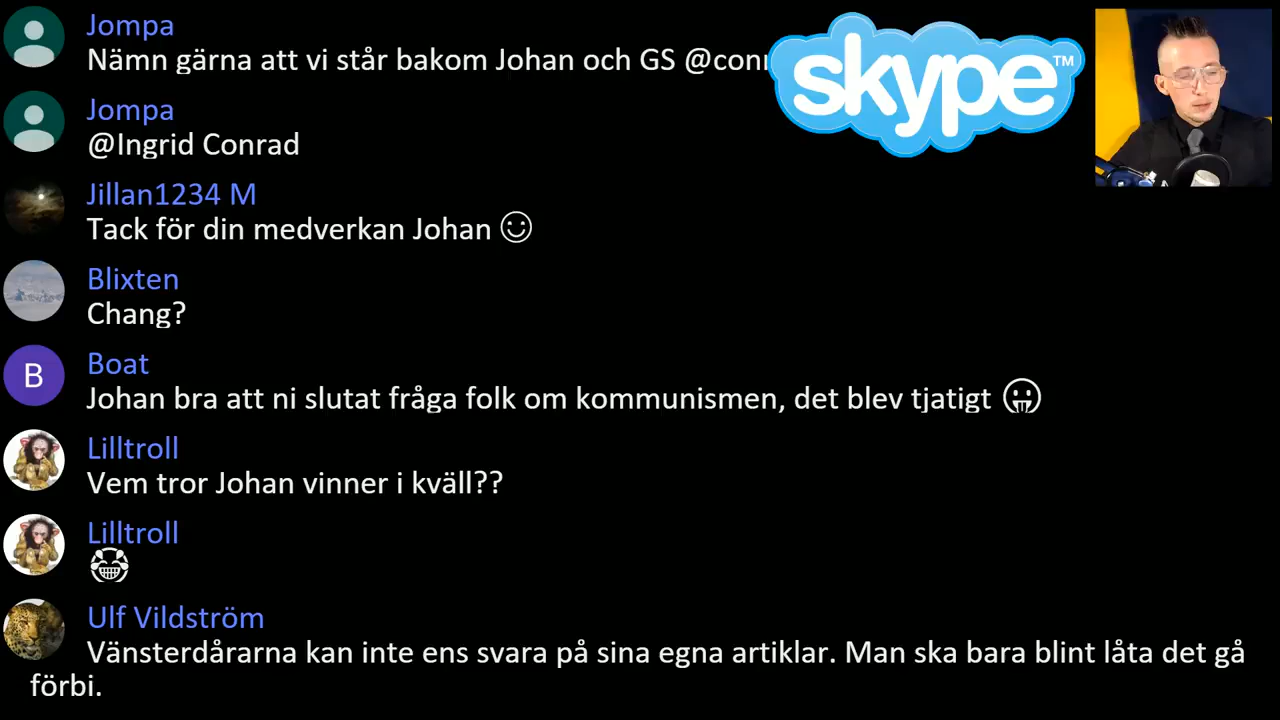 Jompa
Nämn gärna att vi står bakom Johan och GS
skype™
Jompa
@Ingrid Conrad
Jillan1234 M
Tack för din medverkan Johan ☺
Blixten
Chang?
B
Boat
Johan bra att ni slutat fråga folk om kommunismen, det blev tjatigt
Lilltroll
Vem tror Johan vinner i kväll??
Lilltroll
😂
Ulf Vildström
Vänsterdårarna kan inte ens svara på sina egna artiklar. Man ska bara blint låta det gå
förbi.